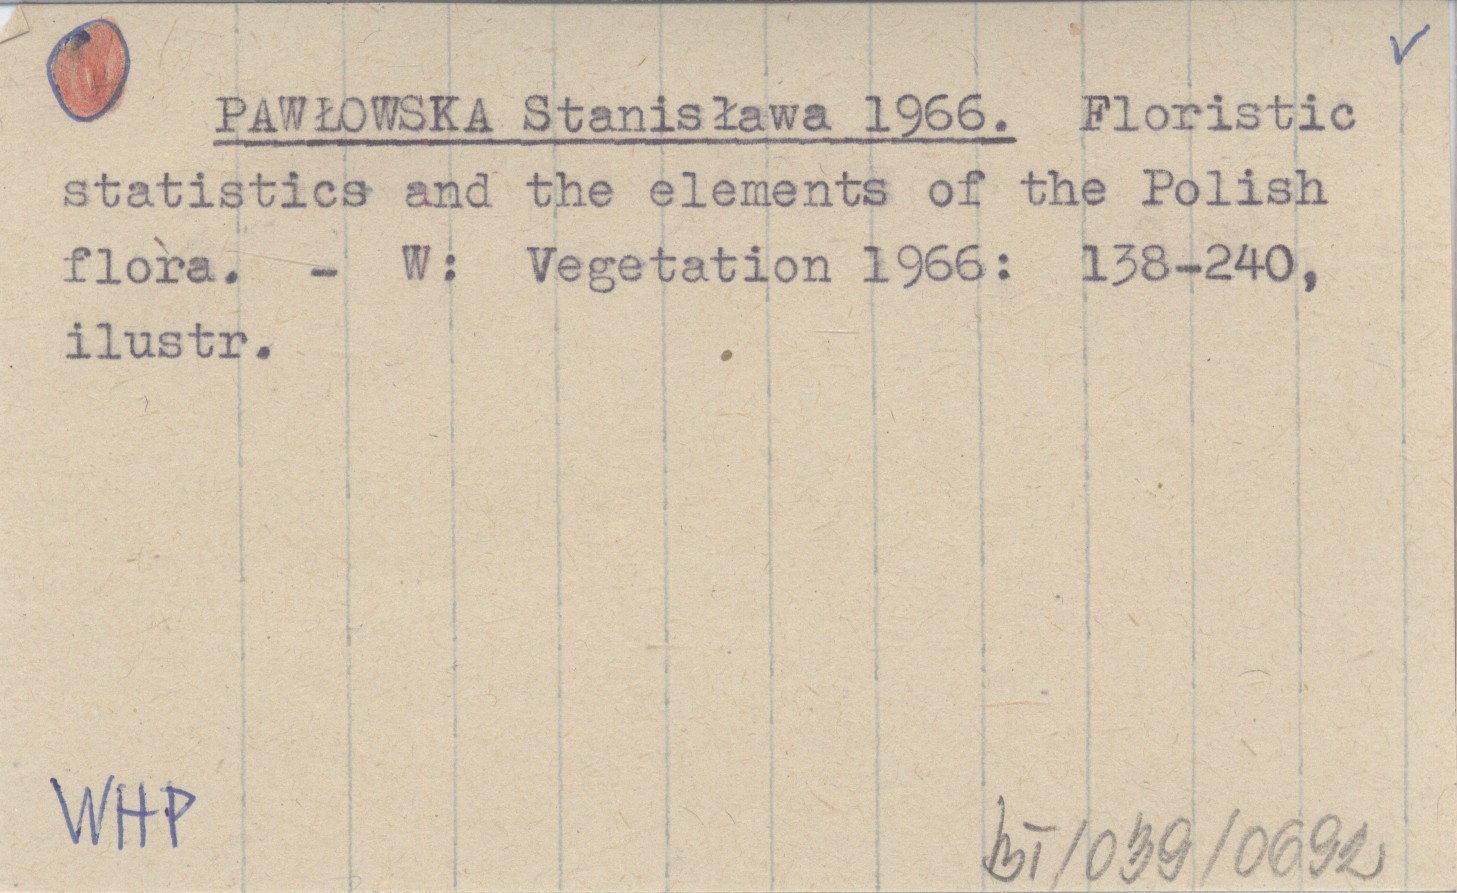 PAWŁOWSKA Stanisława 1966. Floristic
statistics and the elements of the Polish
flora. - W: Vegetation 1966: 138-240,
ilustr.
WHP
BI/039/0692